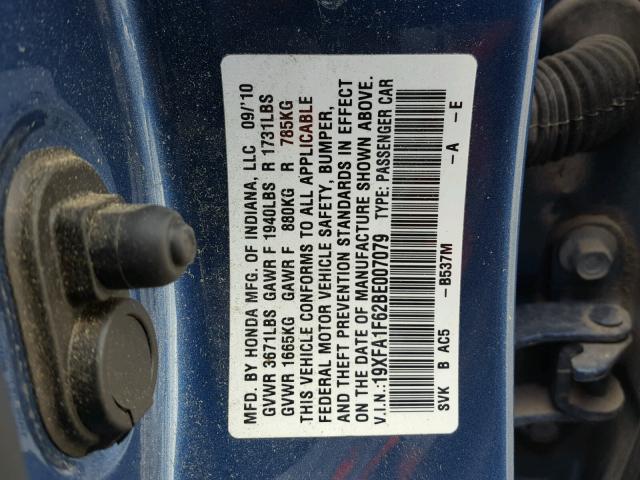 MFD. BY HONDA MFG. OF INDIANA, LLC 09/'10
GVWR 3671LBS GAWR F 1940LBS R 1731LBS
GVWR 1665KG GAWR F 880KG R 785KG
THIS VEHICLE CONFORMS TO ALL APPLICABLE
FEDERAL MOTOR VEHICLE SAFETY, BUMPER,
AND THEFT PREVENTION STANDARDS IN EFFECT
ON THE DATE OF MANUFACTURE SHOWN ABOVE.
V.I.N.:19XFA1F62BE007079 TYPE: PASSENGER CAR
SVK B AC5 -B537M -A -E